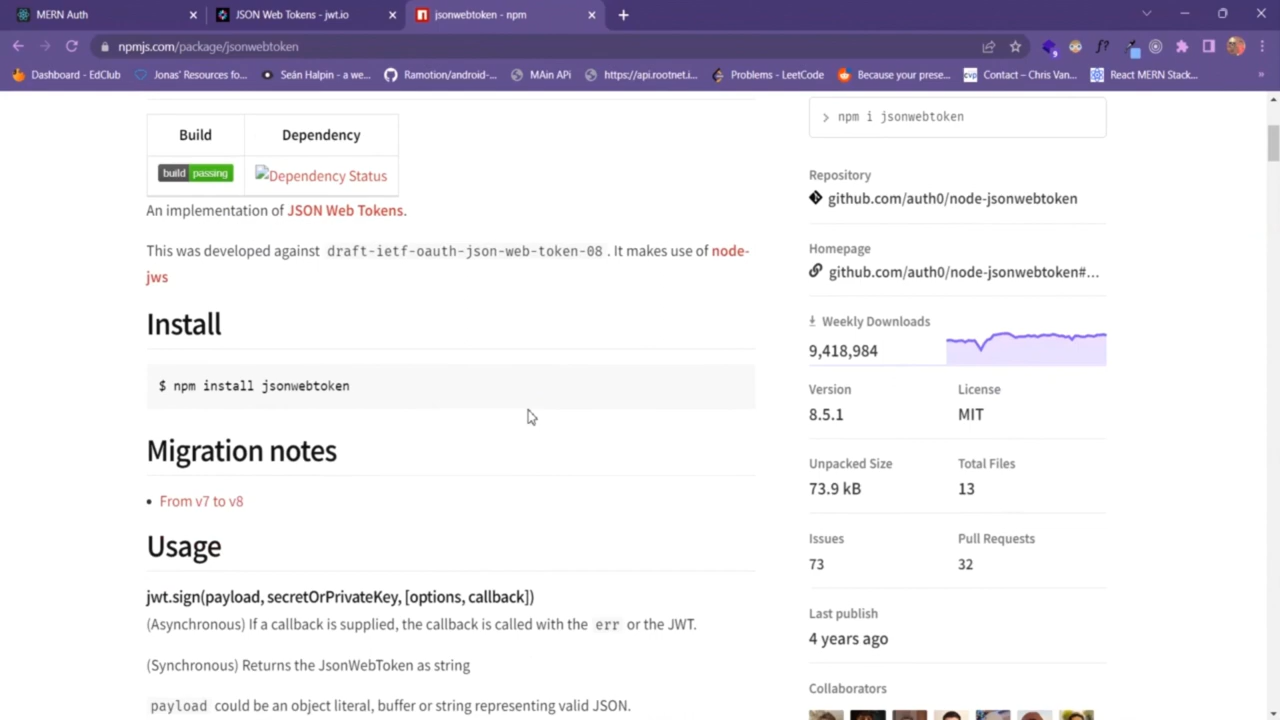 MERN Auth
JSON Web Tokens - jwt.io
jsonwebtoken - npm
npmjs.com/package/jsonwebtoken
Dashboard - EdClub
Jonas' Resources fo...
Seán Halpin - a we...
Ramotion/android-...
MAin APi
https://api.rootnet.i...
Problems - LeetCode
Because your prese...
Contact – Chris Van...
React MERN Stack...
Build Dependency
build passing Dependency Status
An implementation of JSON Web Tokens.
This was developed against draft-ietf-oauth-json-web-token-08. It makes use of node-
jws
Install
$ npm install jsonwebtoken
Migration notes
• From v7 to v8
Usage
jwt.sign(payload, secretOrPrivateKey, [options, callback])
(Asynchronous) If a callback is supplied, the callback is called with the err or the JWT.
(Synchronous) Returns the JsonWebToken as string
payload could be an object literal, buffer or string representing valid JSON.
> npm i jsonwebtoken
Repository
github.com/auth0/node-jsonwebtoken
Homepage
github.com/auth0/node-jsonwebtoken#...
Weekly Downloads
9,418,984
Version License
8.5.1 MIT
Unpacked Size Total Files
73.9 kB 13
Issues Pull Requests
73 32
Last publish
4 years ago
Collaborators